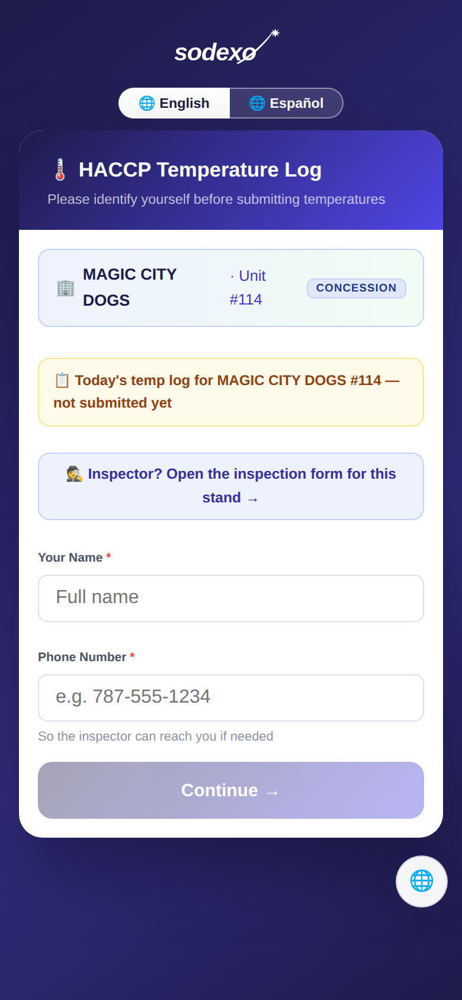 sodexo
🌐 English
🌐 Español
🌡️ HACCP Temperature Log
Please identify yourself before submitting temperatures
🏢 MAGIC CITY DOGS
· Unit #114
CONCESSION
📋 Today's temp log for MAGIC CITY DOGS #114 —
not submitted yet
🕵️ Inspector? Open the inspection form for this
stand →
Your Name *
Full name
Phone Number *
e.g. 787-555-1234
So the inspector can reach you if needed
Continue →